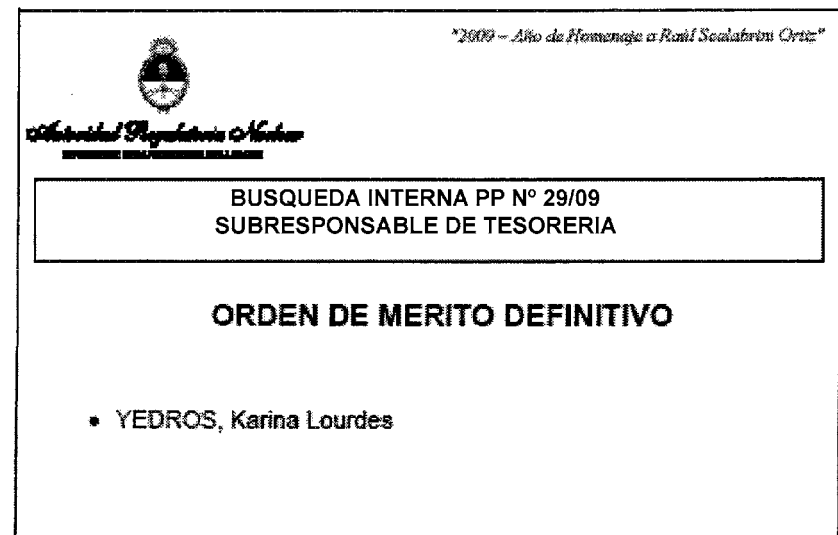 "2009 – Año de Homenaje a Raúl Scalabrini Ortiz"
Autoridad Regulatoria Nuclear
BUSQUEDA INTERNA PP Nº 29/09
SUBRESPONSABLE DE TESORERIA
ORDEN DE MERITO DEFINITIVO
• YEDROS, Karina Lourdes